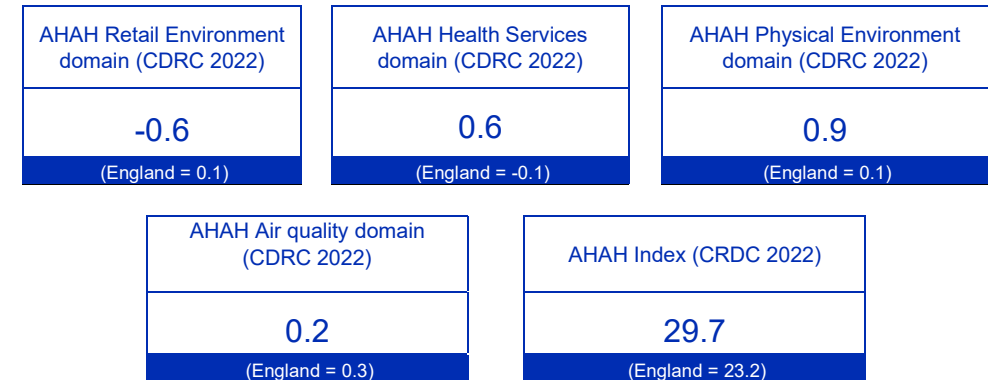 AHAH Retail Environment
domain (CDRC 2022)
-0.6
(England = 0.1)
AHAH Health Services
domain (CDRC 2022)
0.6
(England = -0.1)
AHAH Physical Environment
domain (CDRC 2022)
0.9
(England = 0.1)
AHAH Air quality domain
(CDRC 2022)
0.2
(England = 0.3)
AHAH Index (CRDC 2022)
29.7
(England = 23.2)